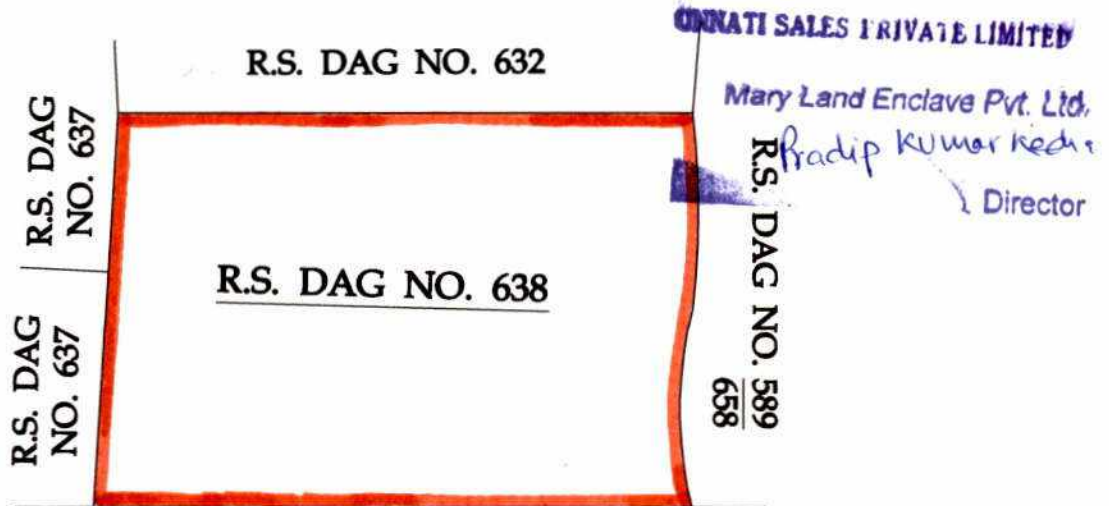 UNNATI SALES PRIVATE LIMITED
R.S. DAG NO. 632
Mary Land Enclave Pvt. Ltd.
Pradip Kumar Kedia
Director
R.S. DAG
NO. 637
R.S. DAG NO. 638
R.S. DAG NO. 589
658
R.S. DAG
NO. 637